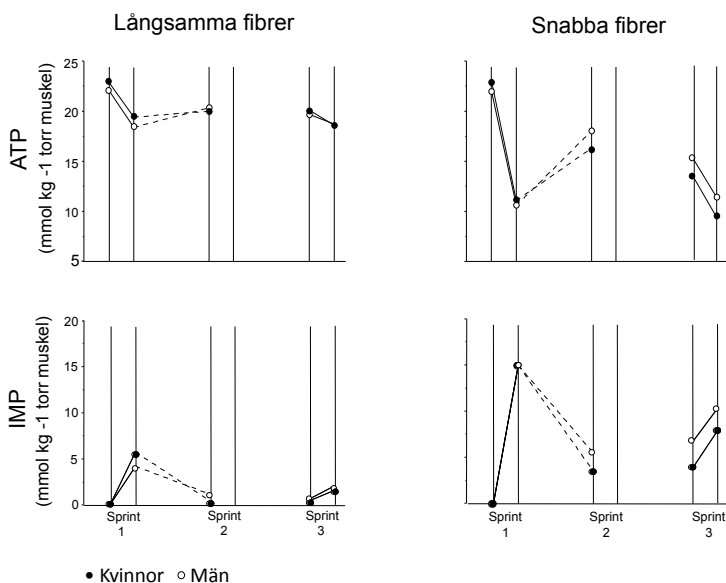 Långsamma fibrer
Snabba fibrer
ATP
(mmol kg -1 torr muskel)
25
20
15
10
5
IMP
(mmol kg -1 torr muskel)
20
15
10
5
0
Sprint
1
Sprint
2
Sprint
3
Sprint
1
Sprint
2
Sprint
3
● Kvinnor ○ Män